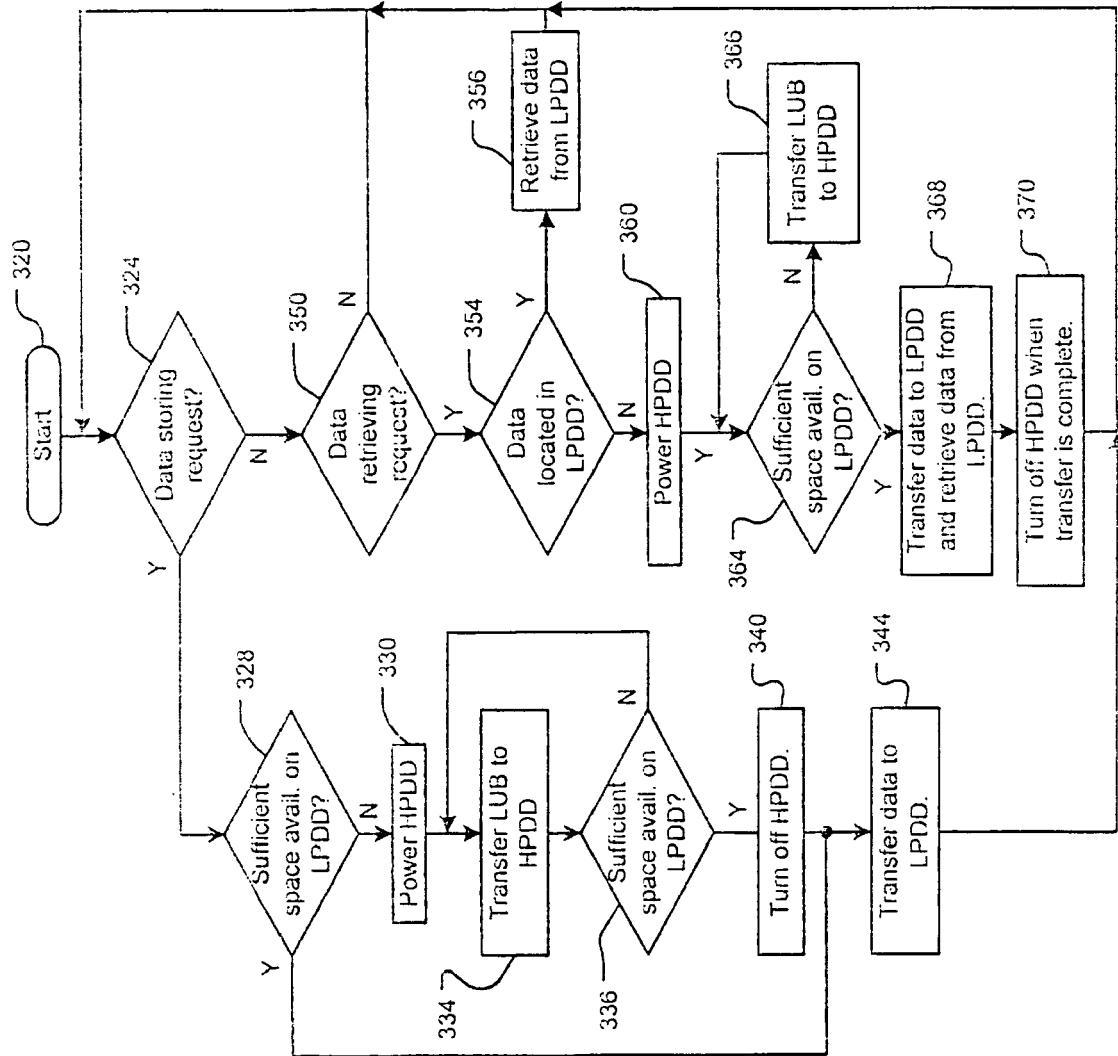 Start
320
Data storing
request?
324
Y
N
Sufficient
space avail. on
LPDD?
328
Y
N
Power HPDD
330
Transfer LUB to
HPDD
334
Sufficient
space avail. on
LPDD?
336
N
Y
Turn off HPDD.
340
Transfer data to
LPDD.
344
Data
retrieving
request?
350
N
Y
Data
located in
LPDD?
354
Y
N
Retrieve data
from LPDD
356
Power HPDD
360
Y
Sufficient
space avail. on
LPDD?
364
N
Y
Transfer LUB
to HPDD
366
Transfer data to LPDD
and retrieve data from
LPDD.
368
Turn off HPDD when
transfer is complete.
370